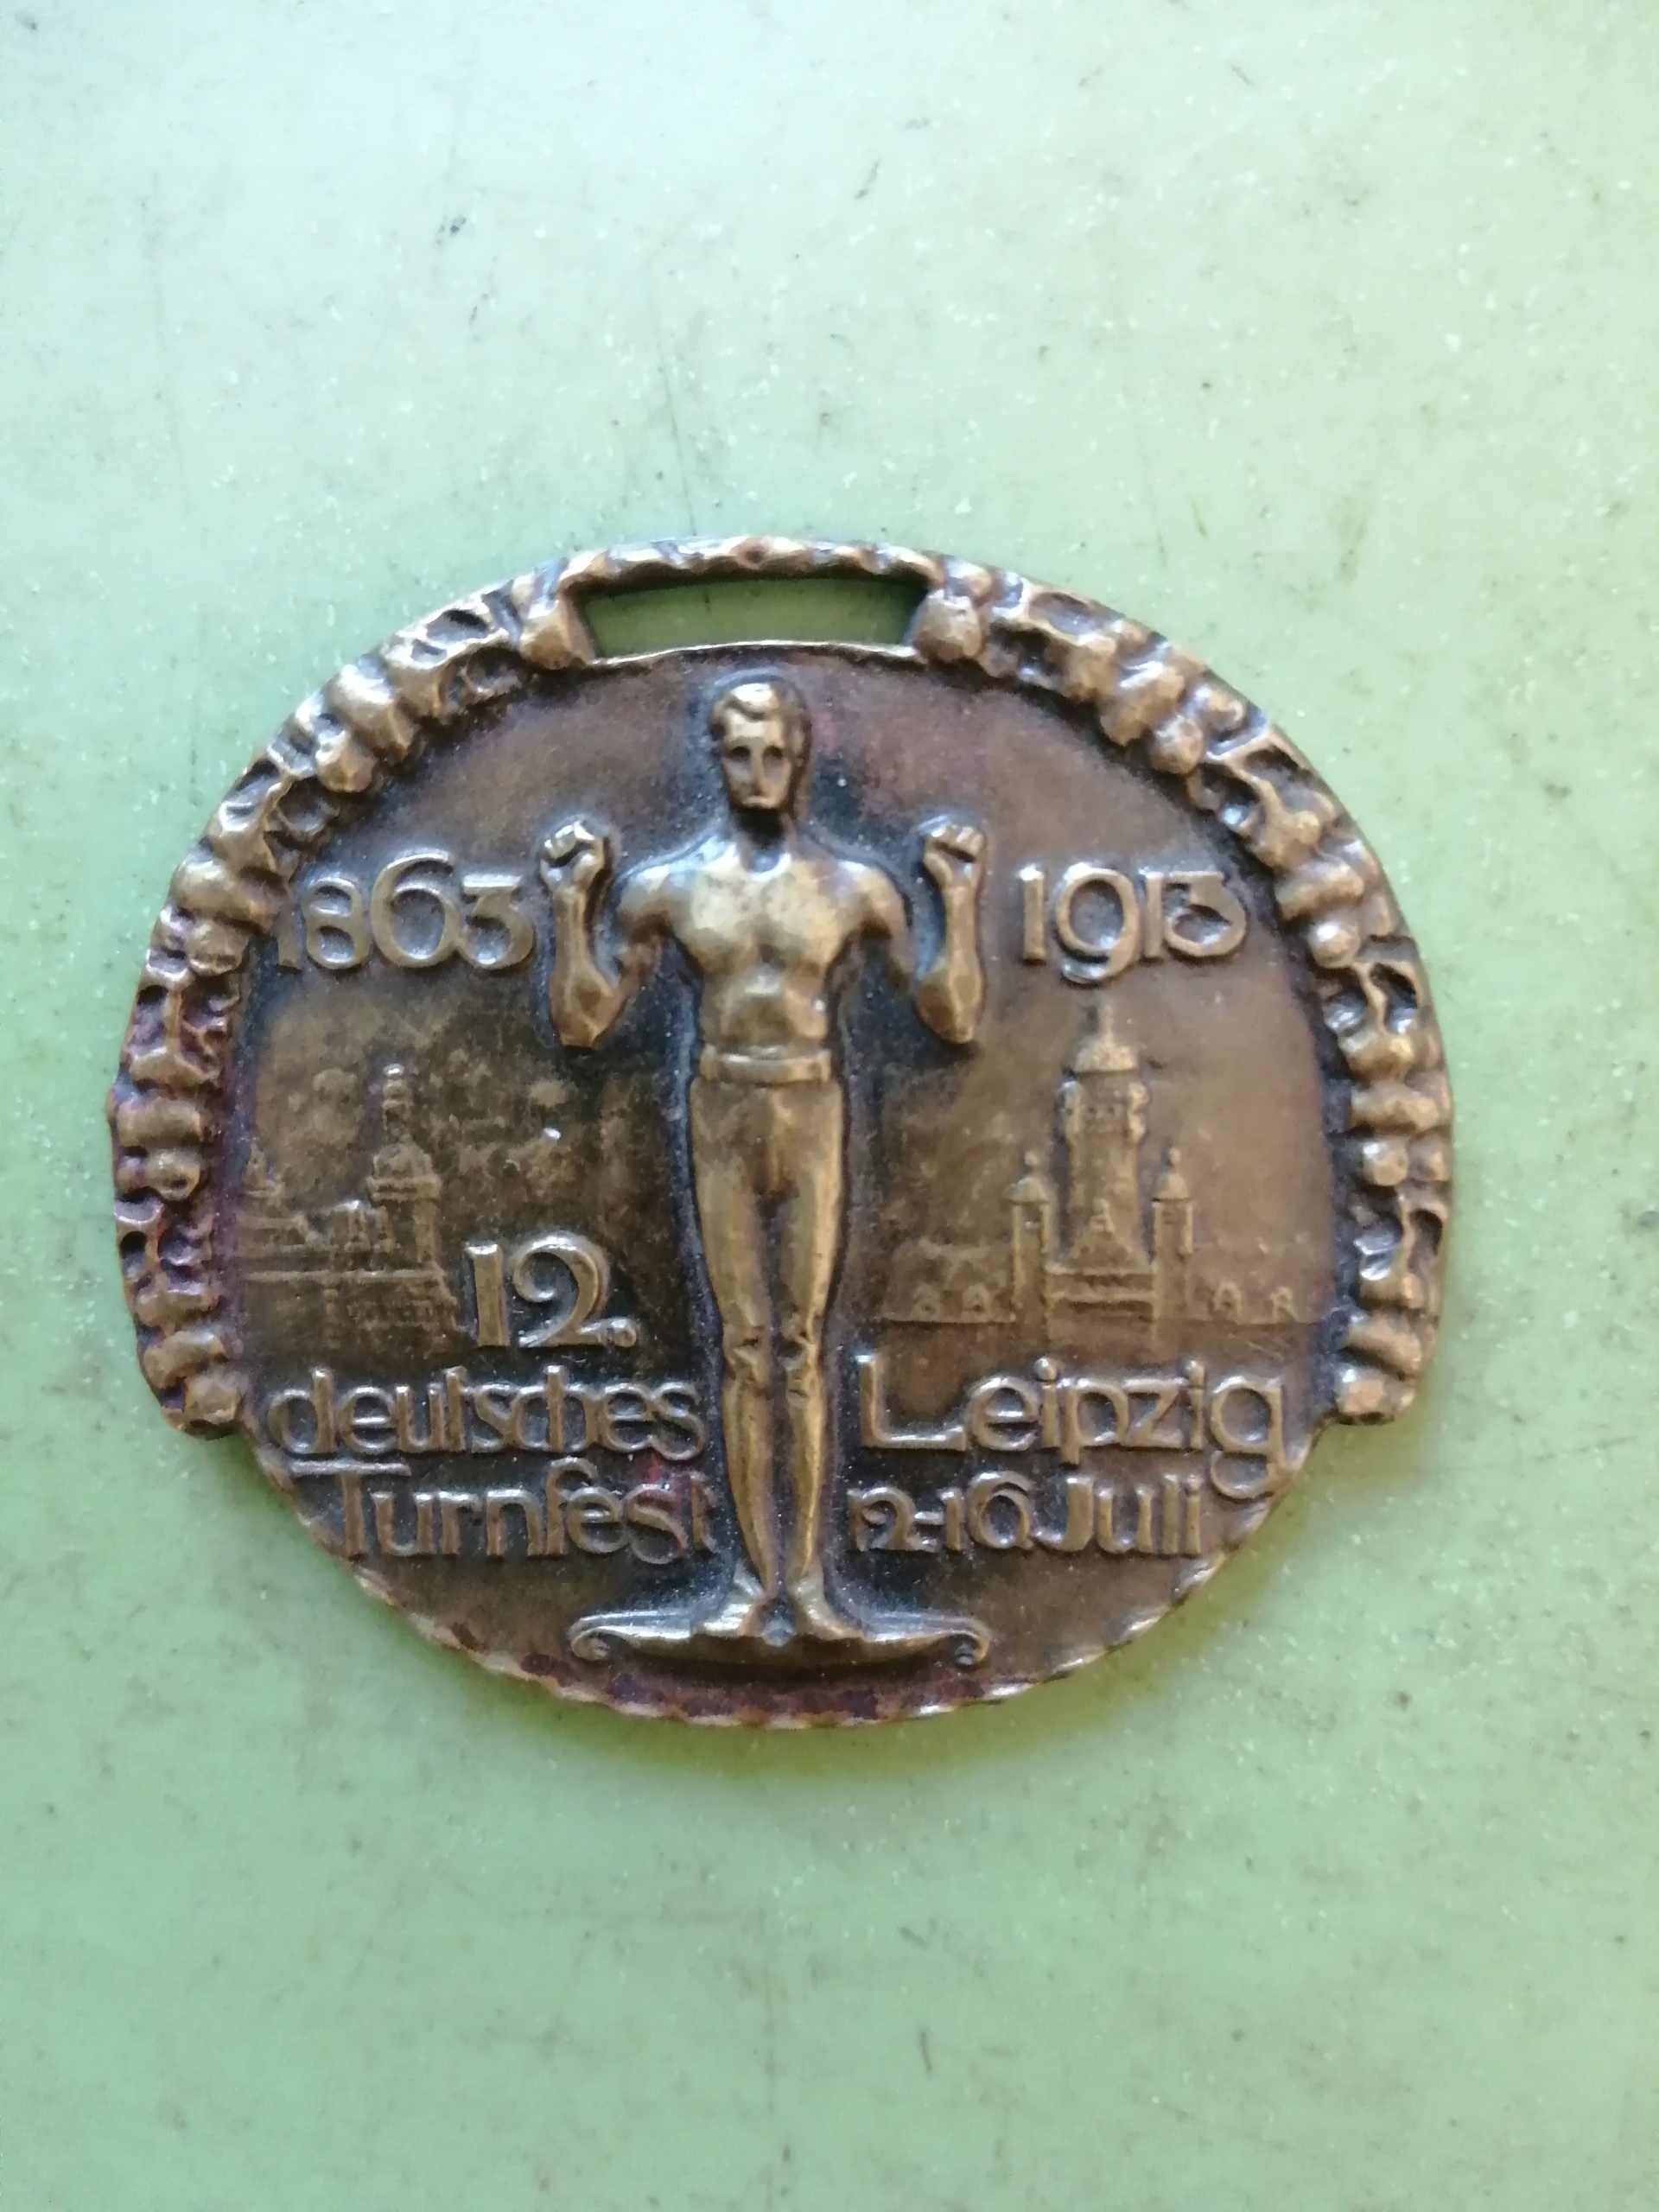 1863 1913
12.
deutsches Leipzig
Turnfest 12-16 Juli